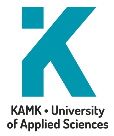 KAMK • University
of Applied Sciences